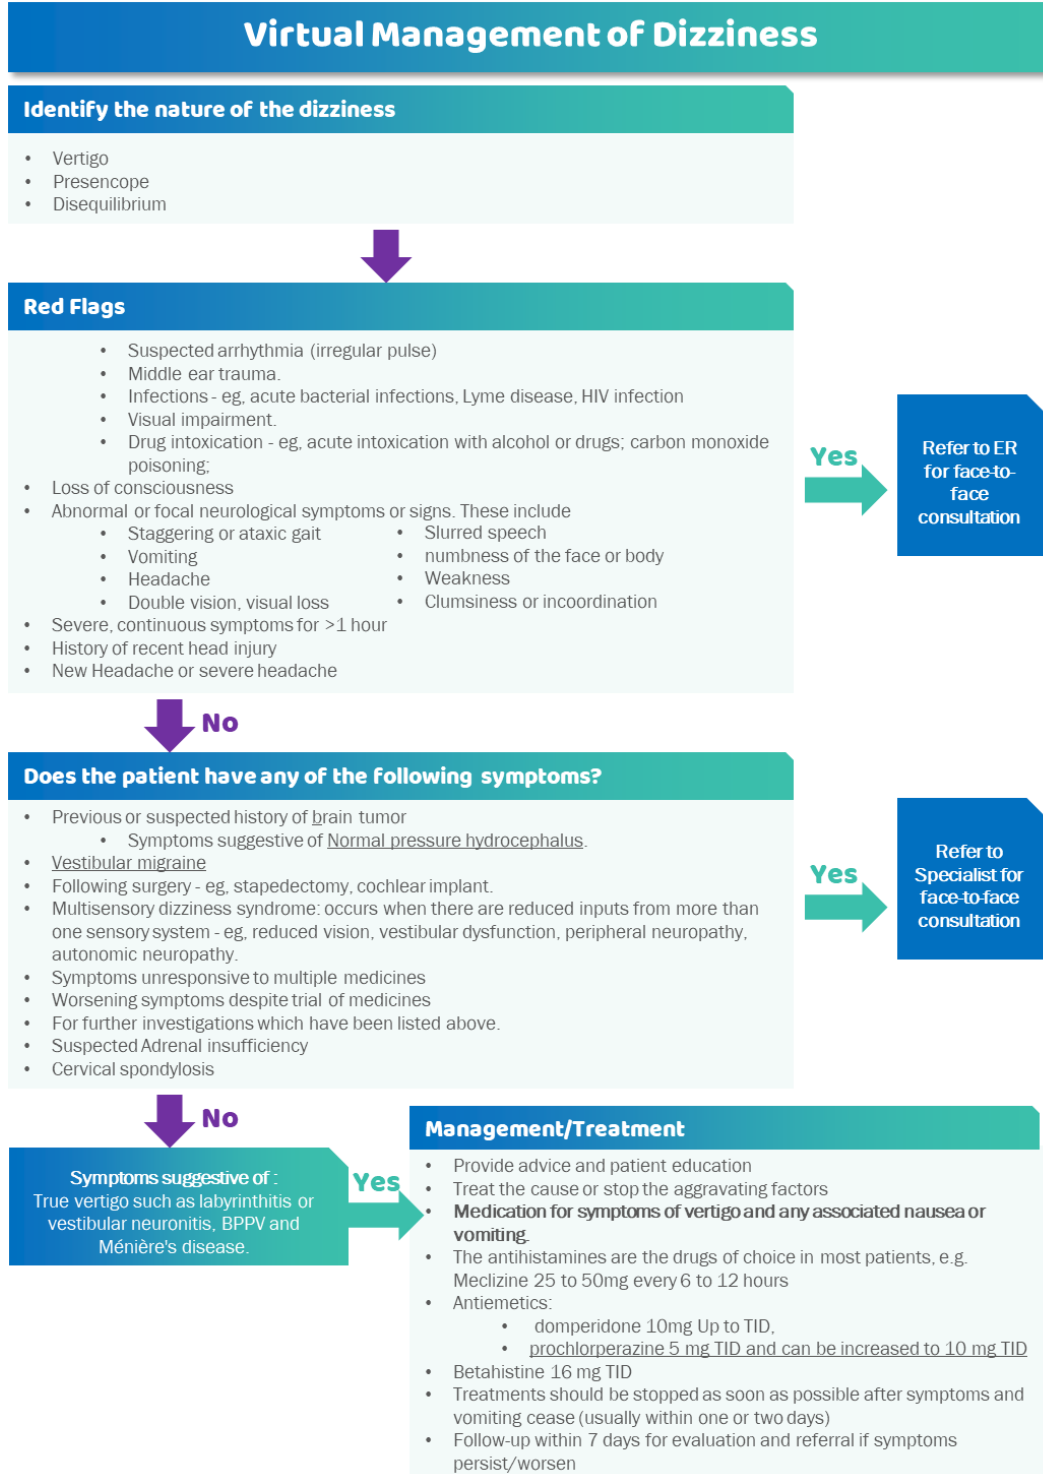 Virtual Management of Dizziness
Identify the nature of the dizziness
• Vertigo
• Presencope
• Disequilibrium
Red Flags
• Suspected arrhythmia (irregular pulse)
• Middle ear trauma.
• Infections - eg, acute bacterial infections, Lyme disease, HIV infection
• Visual impairment.
• Drug intoxication - eg, acute intoxication with alcohol or drugs; carbon monoxide
poisoning;
• Loss of consciousness
• Abnormal or focal neurological symptoms or signs. These include
• Staggering or ataxic gait
• Vomiting
• Headache
• Double vision, visual loss
• Slurred speech
• numbness of the face or body
• Weakness
• Clumsiness or incoordination
• Severe, continuous symptoms for >1 hour
• History of recent head injury
• New Headache or severe headache
Yes
Refer to ER
for face-to-
face
consultation
No
Does the patient have any of the following symptoms?
• Previous or suspected history of brain tumor
• Symptoms suggestive of Normal pressure hydrocephalus.
• Vestibular migraine
• Following surgery - eg, stapedectomy, cochlear implant.
• Multisensory dizziness syndrome: occurs when there are reduced inputs from more than
one sensory system - eg, reduced vision, vestibular dysfunction, peripheral neuropathy,
autonomic neuropathy.
• Symptoms unresponsive to multiple medicines
• Worsening symptoms despite trial of medicines
• For further investigations which have been listed above.
• Suspected Adrenal insufficiency
• Cervical spondylosis
Yes
Refer to
Specialist for
face-to-face
consultation
No
Symptoms suggestive of :
True vertigo such as labyrinthitis or
vestibular neuronitis, BPPV and
Ménière's disease.
Yes
Management/Treatment
• Provide advice and patient education
• Treat the cause or stop the aggravating factors
• Medication for symptoms of vertigo and any associated nausea or
vomiting.
• The antihistamines are the drugs of choice in most patients, e.g.
Meclizine 25 to 50mg every 6 to 12 hours
• Antiemetics:
• domperidone 10mg Up to TID,
• prochlorperazine 5 mg TID and can be increased to 10 mg TID
• Betahistine 16 mg TID
• Treatments should be stopped as soon as possible after symptoms and
vomiting cease (usually within one or two days)
• Follow-up within 7 days for evaluation and referral if symptoms
persist/worsen